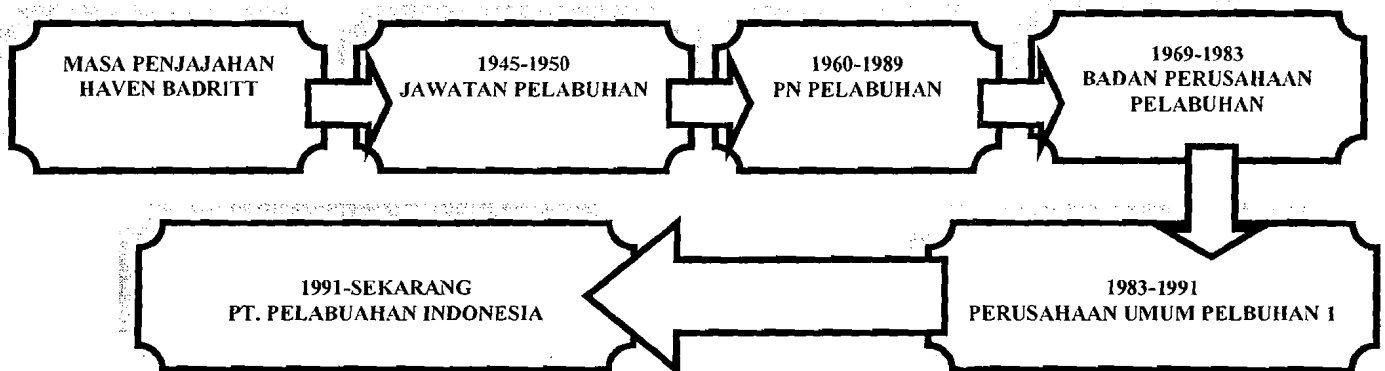 MASA PENJAJAHAN
HAVEN BADRITT
1945-1950
JAWATAN PELABUHAN
1960-1989
PN PELABUHAN
1969-1983
BADAN PERUSAHAAN
PELABUHAN
1983-1991
PERUSAHAAN UMUM PELBUHAN 1
1991-SEKARANG
PT. PELABUAHAN INDONESIA